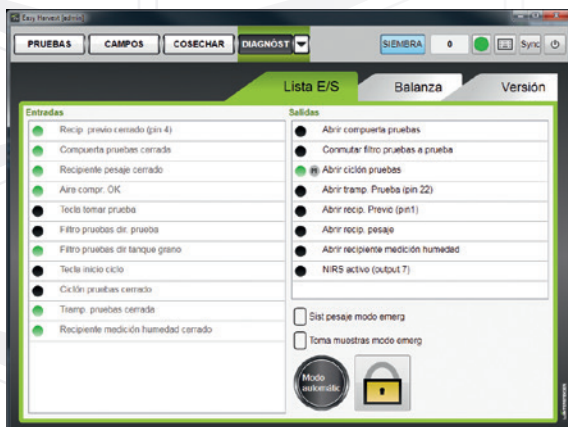 Easy Harvest [admin]
PRUEBAS CAMPOS COSECHAR DIAGNÓST SIEMBRA 0 Sync
Lista E/S Balanza Versión
Entradas
Recip. previo cerrado (pin 4)
Compuerta pruebas cerrada
Recipiente pesaje cerrado
Aire compr. OK
Tecla tomar prueba
Filtro pruebas dir. prueba
Filtro pruebas dir tanque grano
Tecla inicio ciclo
Ciclón pruebas cerrado
Tramp. pruebas cerrada
Recipiente medición humedad cerrado
Salidas
Abrir compuerta pruebas
Conmutar filtro pruebas a prueba
Abrir ciclón pruebas
Abrir tramp. Prueba (pin 22)
Abrir recip. Previo (pin1)
Abrir recip. pesaje
Abrir recipiente medición humedad
NIRS activo (output 7)
Sist pesaje modo emerg
Toma muestras modo emerg
Modo
automátic